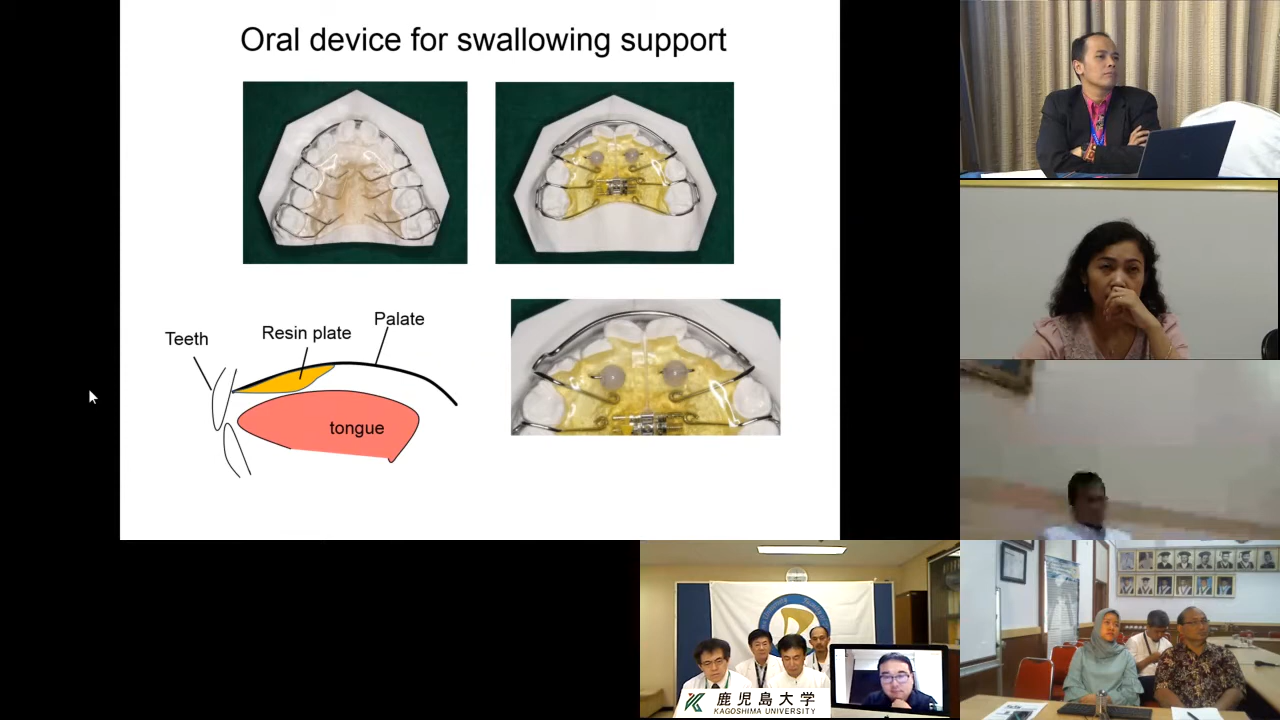 Oral device for swallowing support
Teeth
Resin plate
Palate
tongue
鹿児島大学
KAGOSHIMA UNIVERSITY